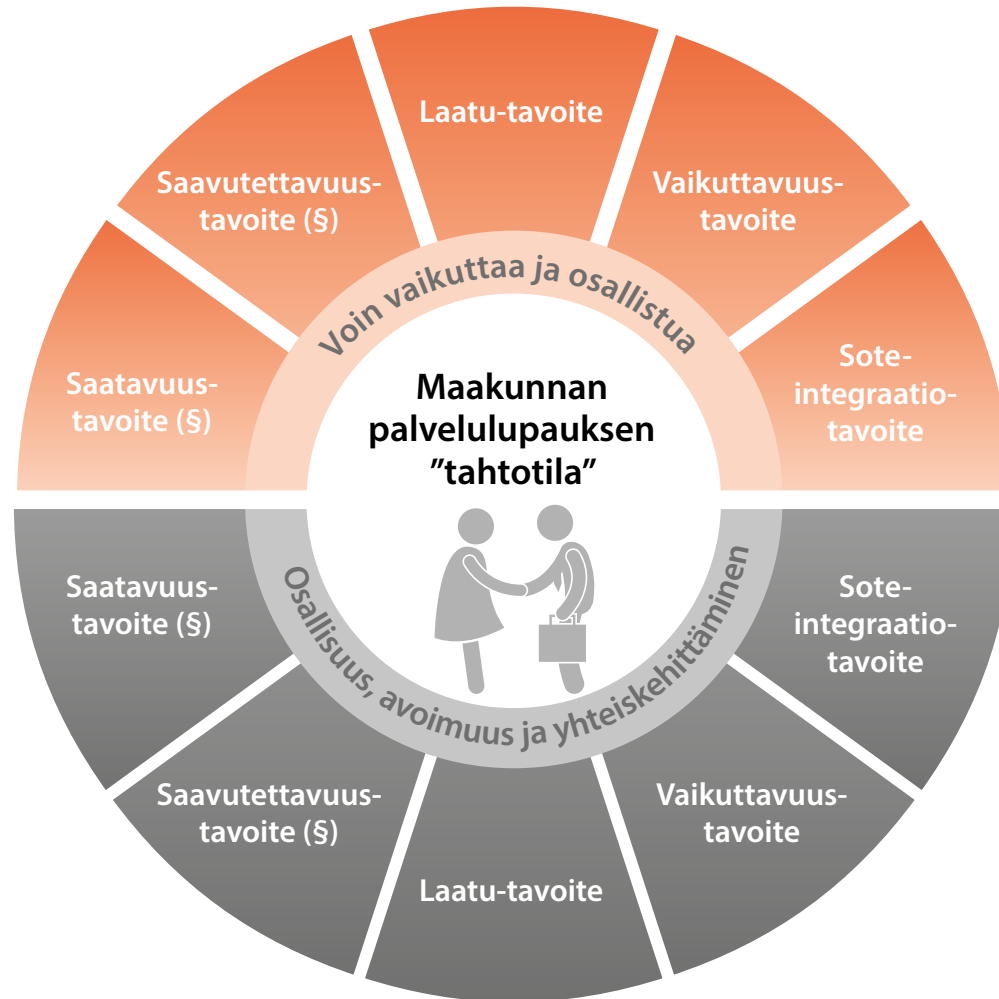 Laatu-tavoite
Saavutettavuus-
tavoite (§)
Vaikuttavuus-
tavoite
Saatavuus-
tavoite (§)
Sote-
integraatio-
tavoite
Voin vaikuttaa ja osallistua
Maakunnan
palvelulupauksen
”tahtotila”
Osallisuus, avoimuus ja yhteiskehittäminen
Saatavuus-
tavoite (§)
Sote-
integraatio-
tavoite
Saavutettavuus-
tavoite (§)
Vaikuttavuus-
tavoite
Laatu-tavoite